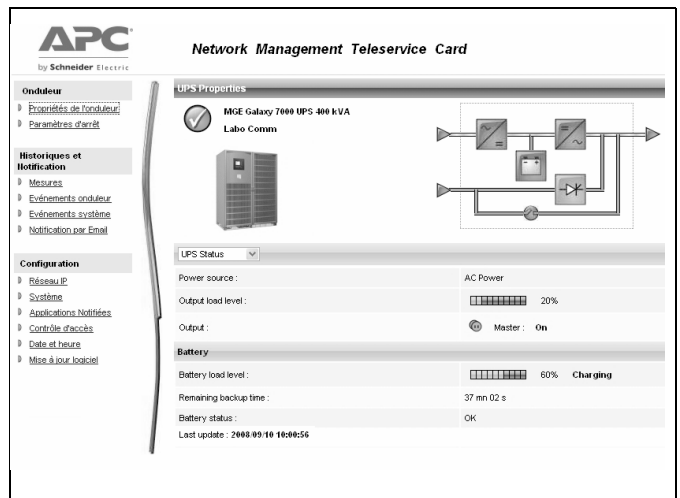 APC
by Schneider Electric
Network Management Teleservice Card
Onduleur
Propriétés de l'onduleur
Paramètres d'arrêt
Historiques et
Notification
Mesures
Evénements onduleur
Evénements système
Notification par Email
Configuration
Réseau IP
Système
Applications Notifiées
Contrôle d'accès
Date et heure
Mise à jour logiciel
UPS Properties
MGE Galaxy 7000 UPS 400 kVA
Labo Comm
UPS Status
Power source : AC Power
Output load level : 20%
Output : Master : On
Battery
Battery load level : 60% Charging
Remaining backup time : 37 mn 02 s
Battery status : OK
Last update : 2008/09/10 10:00:56